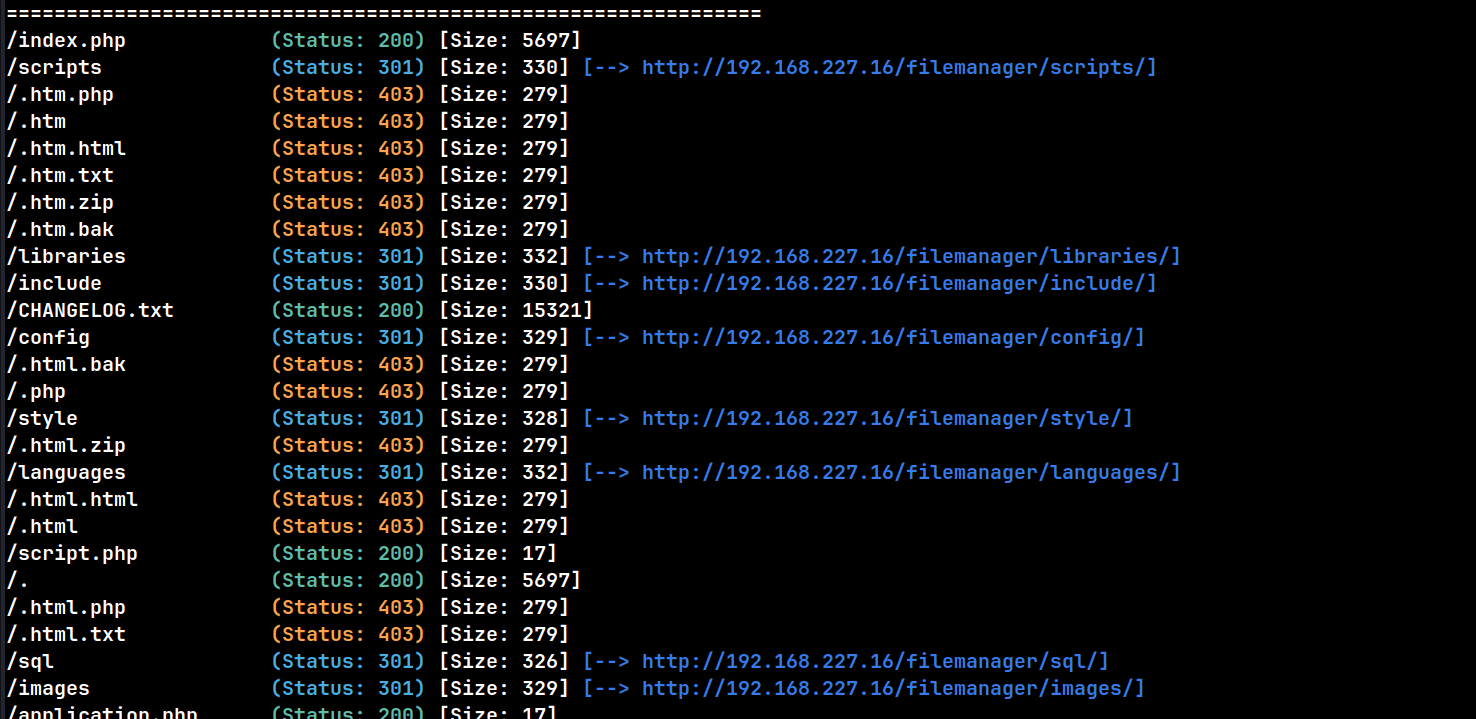 ===============================================================
/index.php            (Status: 200) [Size: 5697]
/scripts              (Status: 301) [Size: 330] [--> http://192.168.227.16/filemanager/scripts/]
/.htm.php             (Status: 403) [Size: 279]
/.htm                 (Status: 403) [Size: 279]
/.htm.html            (Status: 403) [Size: 279]
/.htm.txt             (Status: 403) [Size: 279]
/.htm.zip             (Status: 403) [Size: 279]
/.htm.bak             (Status: 403) [Size: 279]
/libraries            (Status: 301) [Size: 332] [--> http://192.168.227.16/filemanager/libraries/]
/include              (Status: 301) [Size: 330] [--> http://192.168.227.16/filemanager/include/]
/CHANGELOG.txt        (Status: 200) [Size: 15321]
/config               (Status: 301) [Size: 329] [--> http://192.168.227.16/filemanager/config/]
/.html.bak            (Status: 403) [Size: 279]
/.php                 (Status: 403) [Size: 279]
/style                (Status: 301) [Size: 328] [--> http://192.168.227.16/filemanager/style/]
/.html.zip            (Status: 403) [Size: 279]
/languages            (Status: 301) [Size: 332] [--> http://192.168.227.16/filemanager/languages/]
/.html.html           (Status: 403) [Size: 279]
/.html                (Status: 403) [Size: 279]
/script.php           (Status: 200) [Size: 17]
/.                    (Status: 200) [Size: 5697]
/.html.php            (Status: 403) [Size: 279]
/.html.txt            (Status: 403) [Size: 279]
/sql                  (Status: 301) [Size: 326] [--> http://192.168.227.16/filemanager/sql/]
/images               (Status: 301) [Size: 329] [--> http://192.168.227.16/filemanager/images/]
/application.php      (Status: 200) [Size: 17]